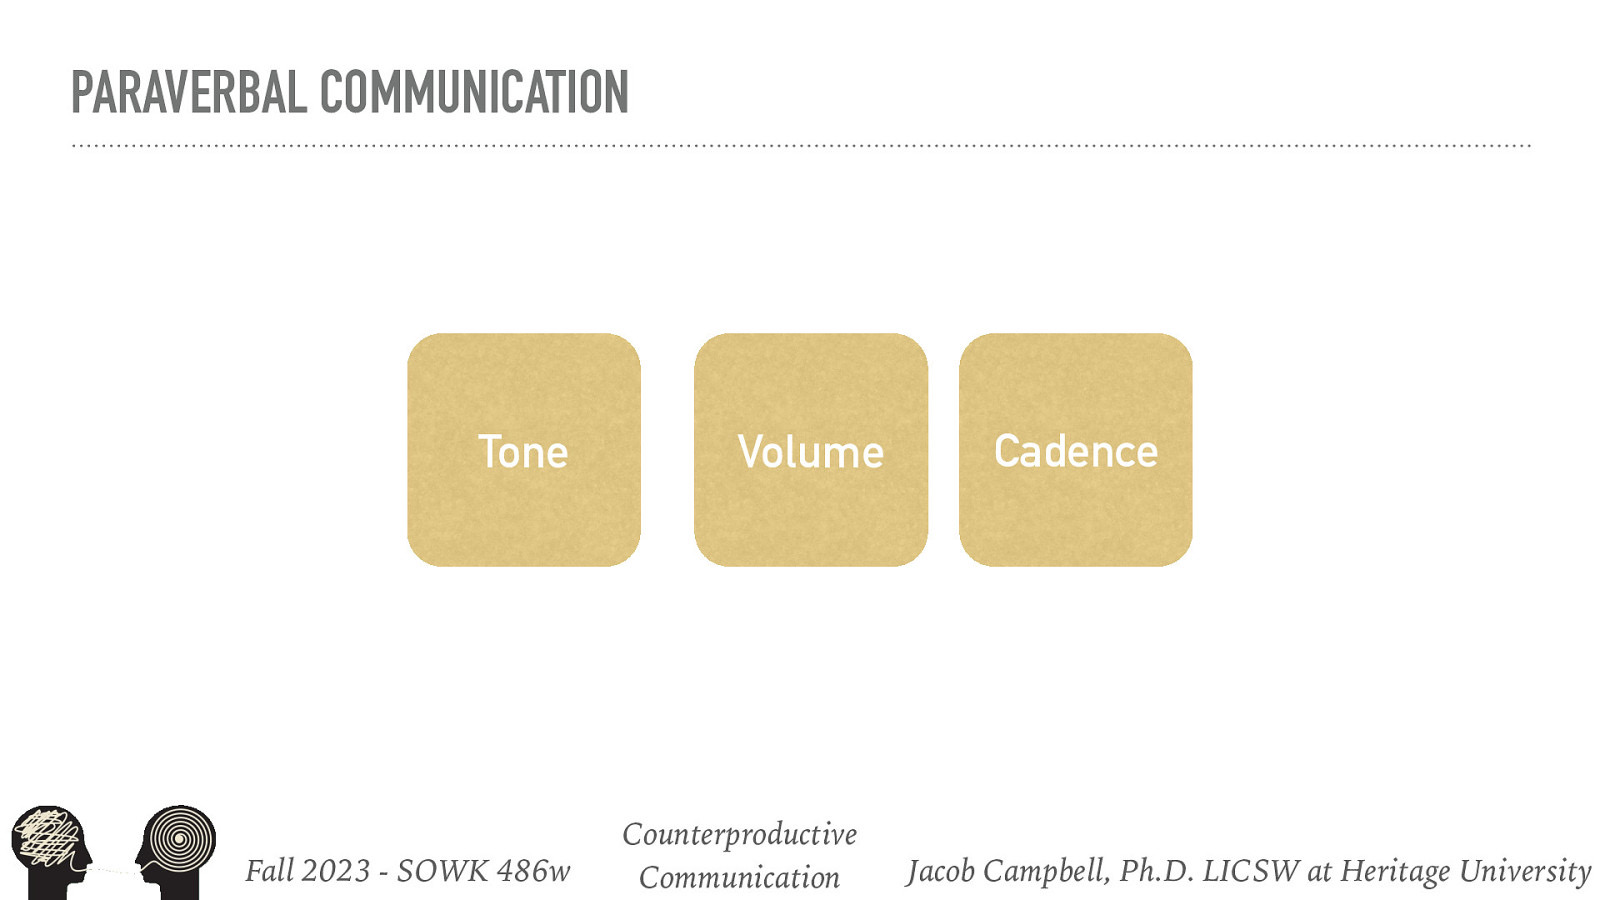 PARAVERBAL COMMUNICATION
Tone
Volume
Cadence
Fall 2023 - SOWK 486w
Counterproductive
Communication
Jacob Campbell, Ph.D. LICSW at Heritage University